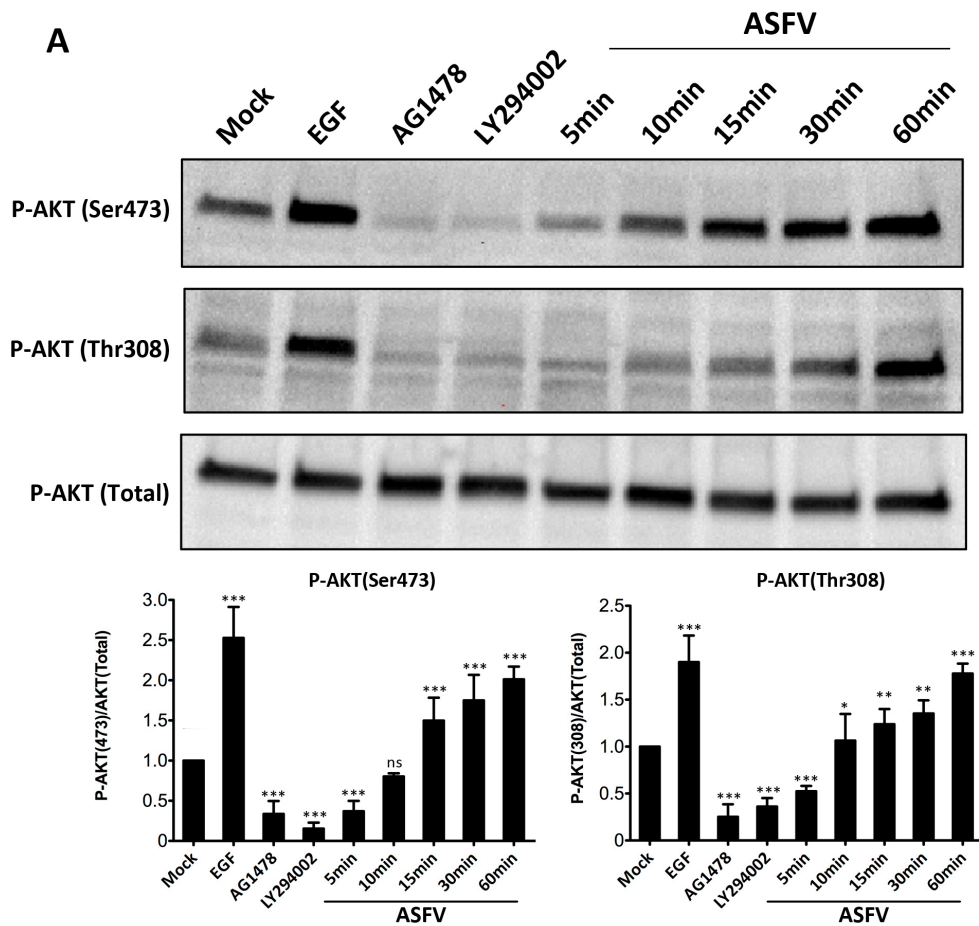 A
ASFV
Mock EGF AG1478 LY294002 5min 10min 15min 30min 60min
P-AKT (Ser473)
P-AKT (Thr308)
P-AKT (Total)
P-AKT(Ser473)
P-AKT(473)/AKT(Total)
3.0
2.5
2.0
1.5
1.0
0.5
0
*** *** *** *** ns *** *** ***
Mock EGF AG1478 LY294002 5min 10min 15min 30min 60min
ASFV
P-AKT(Thr308)
P-AKT(308)/AKT(Total)
2.5
2.0
1.5
1.0
0.5
0
*** *** *** *** * ** ** ***
Mock EGF AG1478 LY294002 5min 10min 15min 30min 60min
ASFV